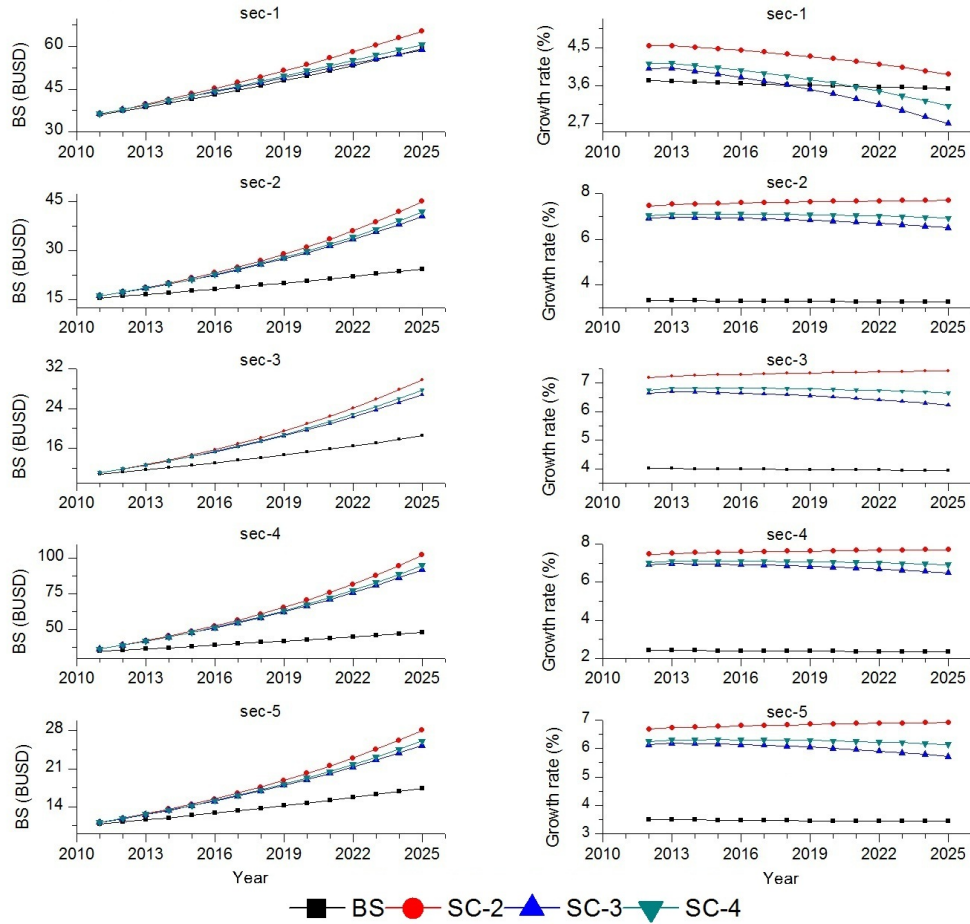 sec-1
BS (BUSD)
60
45
30
2010 2013 2016 2019 2022 2025
sec-1
Growth rate (%)
4,5
3,6
2,7
2010 2013 2016 2019 2022 2025
sec-2
BS (BUSD)
45
30
15
2010 2013 2016 2019 2022 2025
sec-2
Growth rate (%)
8
6
4
2010 2013 2016 2019 2022 2025
sec-3
BS (BUSD)
32
24
16
2010 2013 2016 2019 2022 2025
sec-3
Growth rate (%)
7
6
5
4
2010 2013 2016 2019 2022 2025
sec-4
BS (BUSD)
100
75
50
2010 2013 2016 2019 2022 2025
sec-4
Growth rate (%)
8
6
4
2
2010 2013 2016 2019 2022 2025
sec-5
BS (BUSD)
28
21
14
2010 2013 2016 2019 2022 2025
Year
sec-5
Growth rate (%)
7
6
5
4
3
2010 2013 2016 2019 2022 2025
Year
BS SC-2 SC-3 SC-4